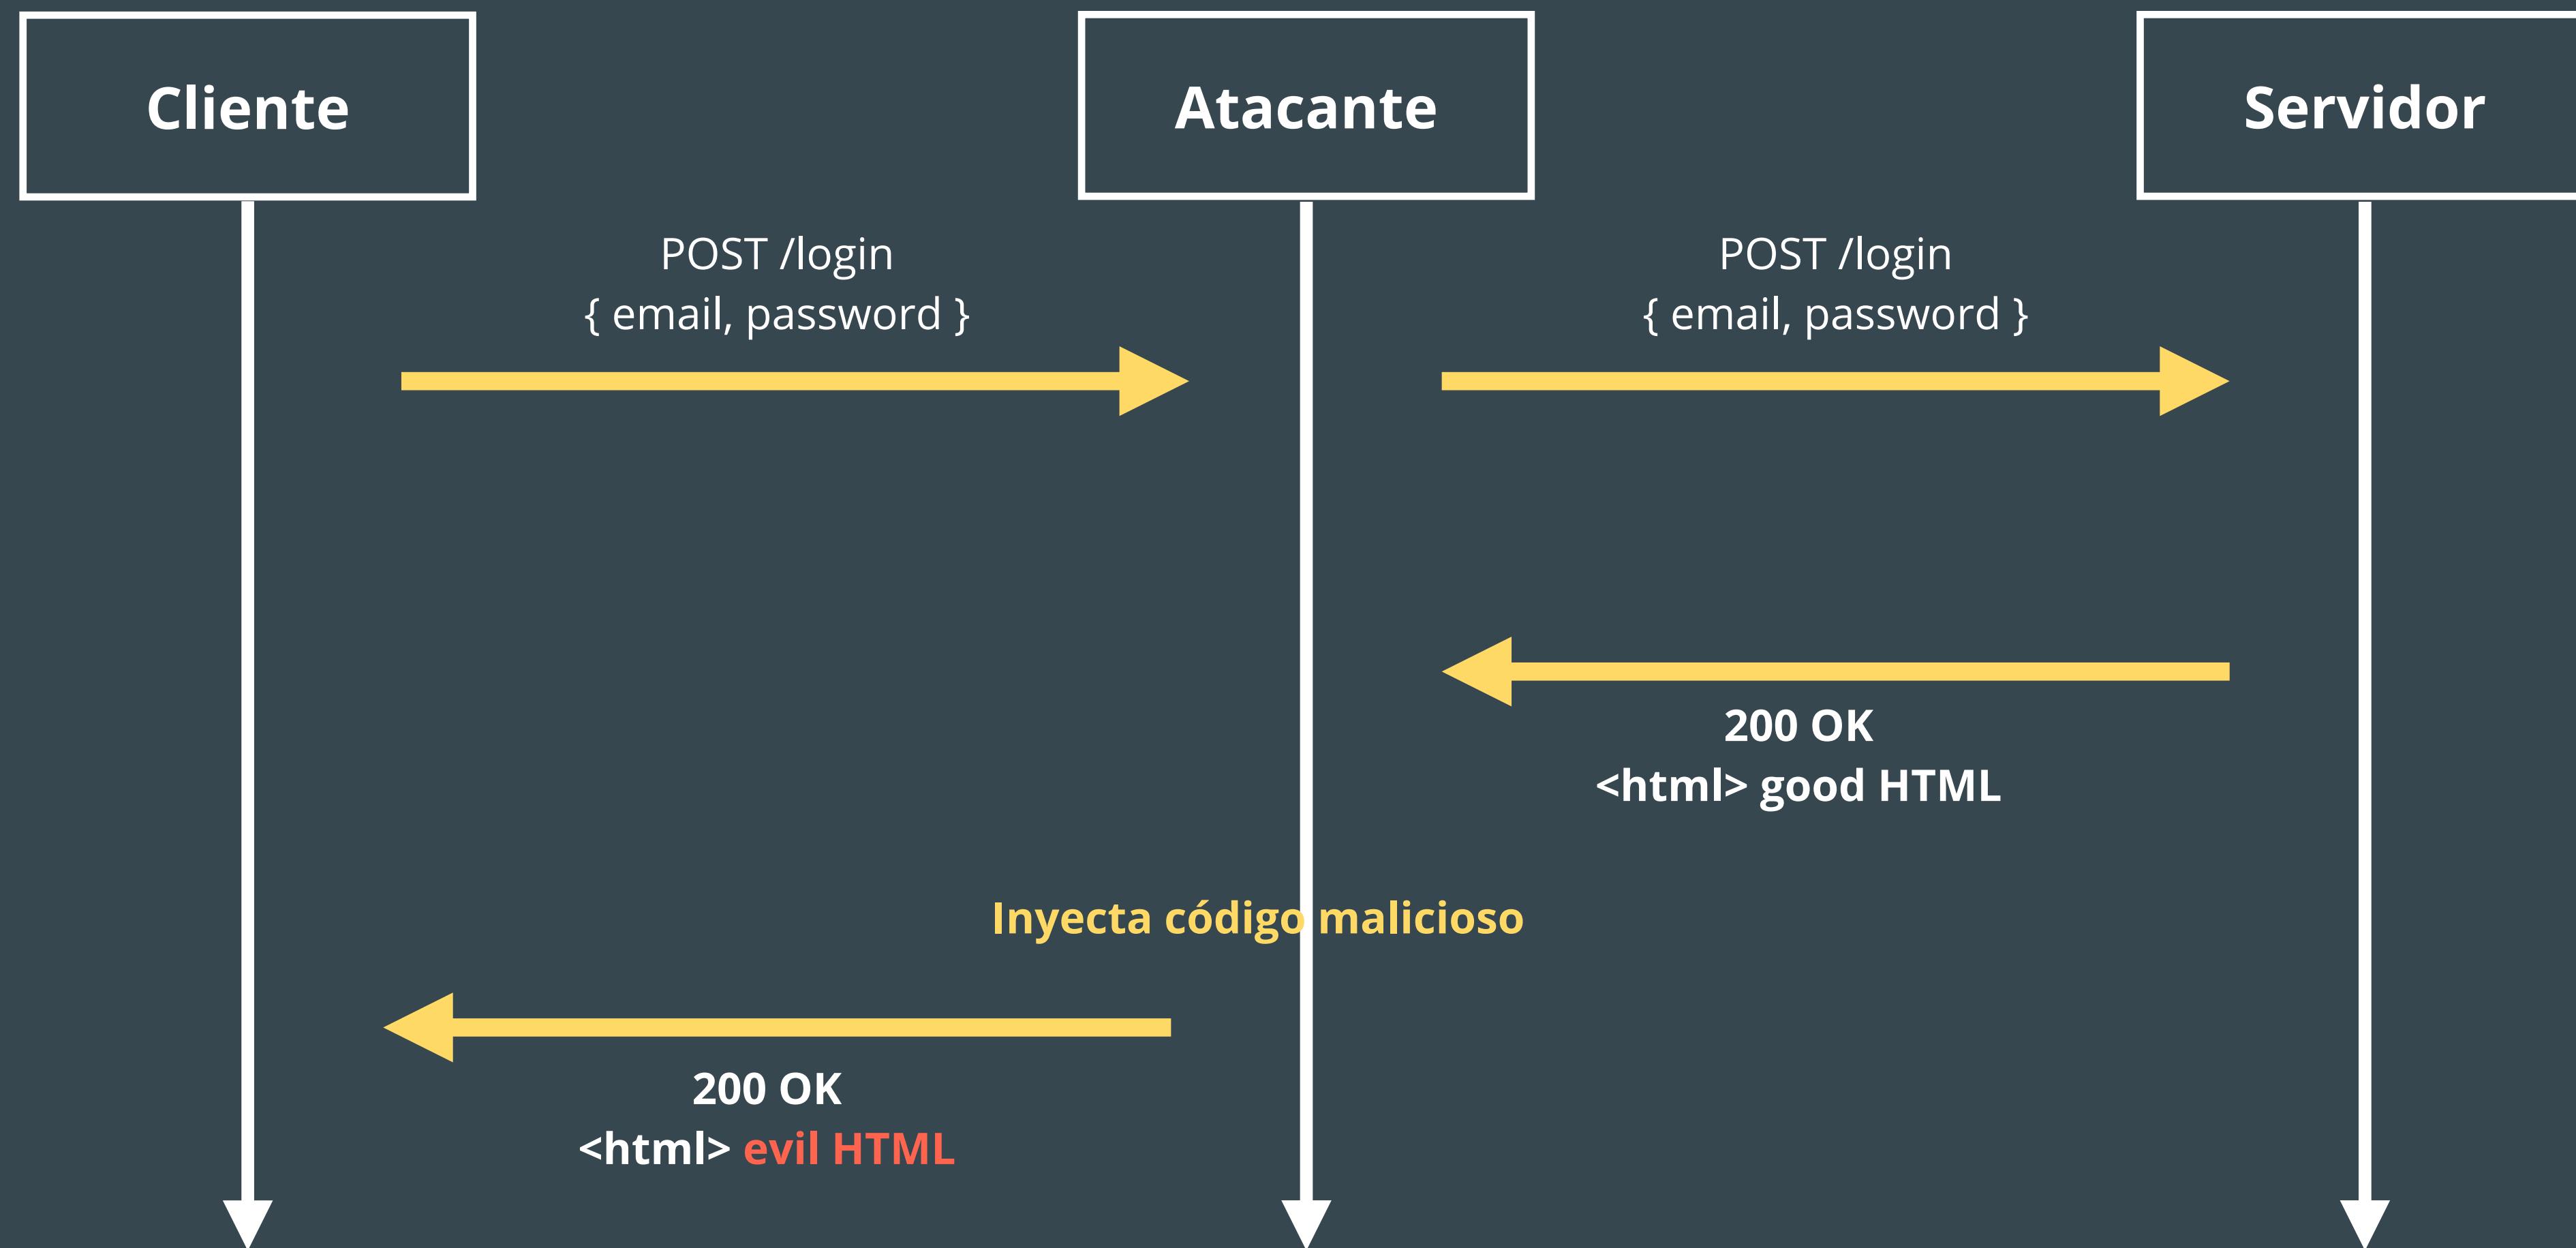 Cliente
Atacante
Servidor
POST /login
{ email, password }
POST /login
{ email, password }
200 OK
<html> good HTML
Inyecta código malicioso
200 OK
<html> evil HTML